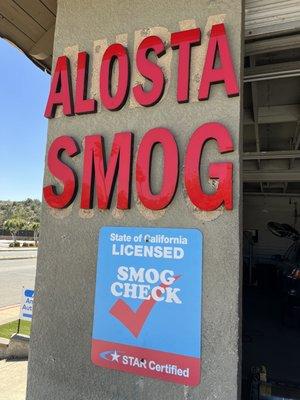 ALOSTA
SMOG
State of California
LICENSED
SMOG
CHECK
STAR Certified